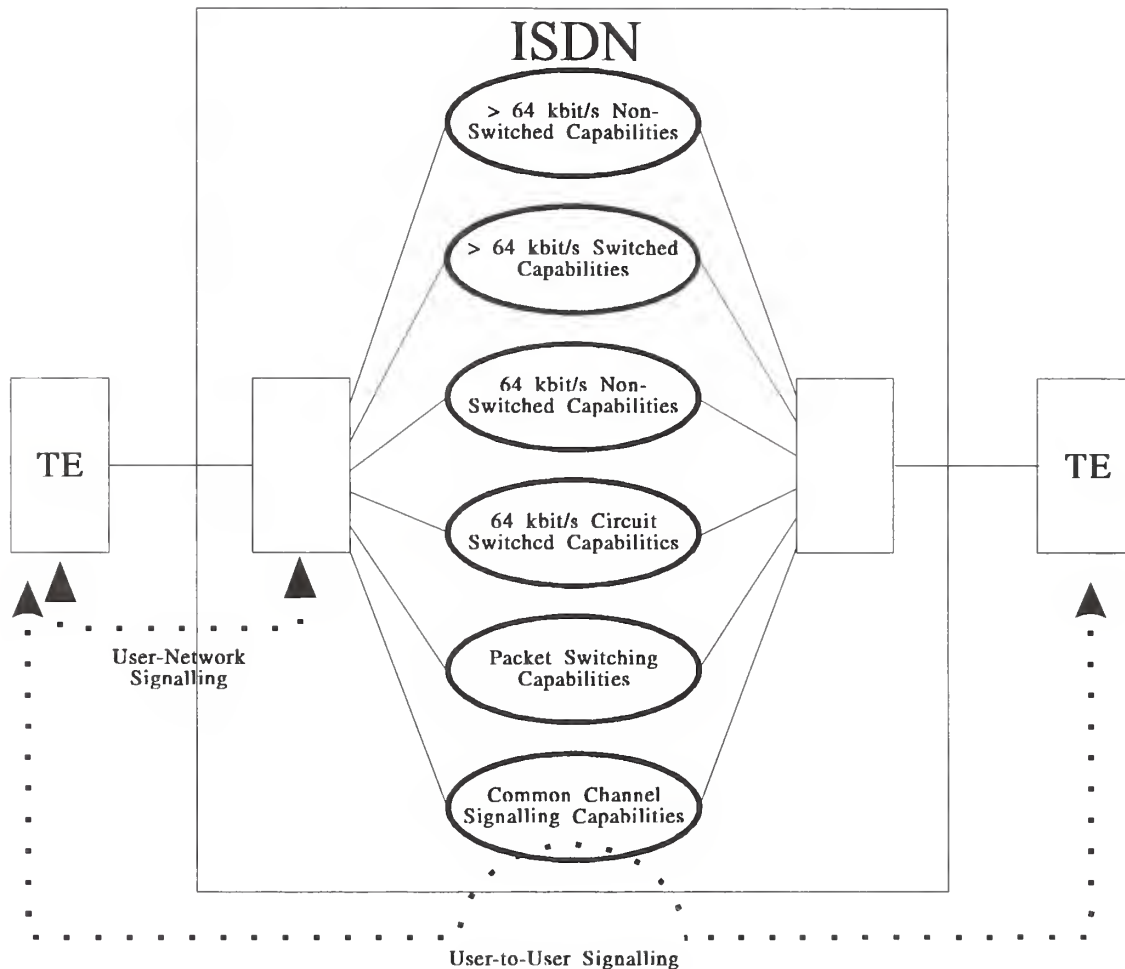 ISDN
> 64 kbit/s Non-
Switched Capabilities
> 64 kbit/s Switched
Capabilities
64 kbit/s Non-
Switched Capabilities
TE
TE
64 kbit/s Circuit
Switched Capabilities
User-Network
Signalling
Packet Switching
Capabilities
Common Channel
Signalling Capabilities
User-to-User Signalling